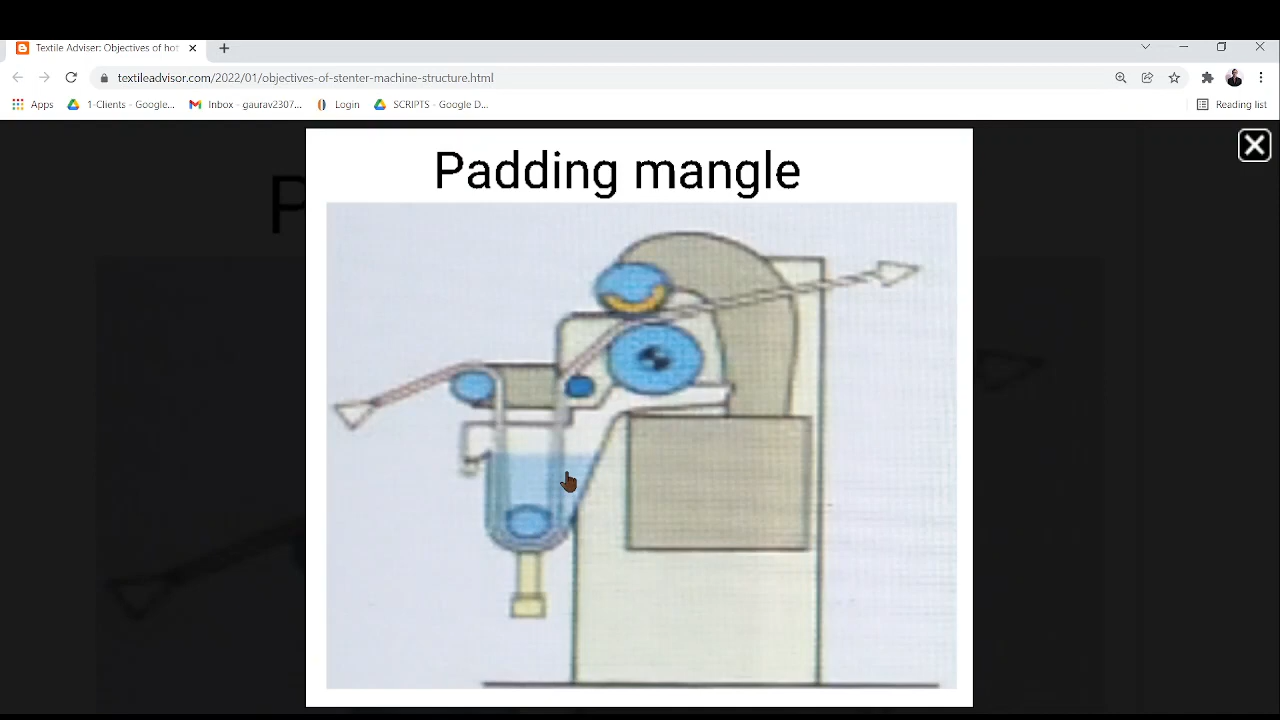 Textile Adviser: Objectives of hot
textileadvisor.com/2022/01/objectives-of-stenter-machine-structure.html
Apps
1-Clients - Google...
Inbox - gaurav2307...
Login
SCRIPTS - Google D...
Reading list
Padding mangle